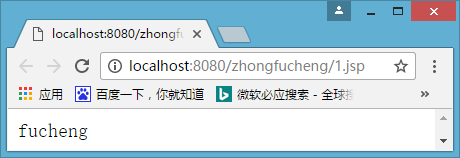 localhost:8080/zhongfu
localhost:8080/zhongfucheng/1.jsp
应用 百度一下，你就知道 微软必应搜索 - 全球 »
fucheng